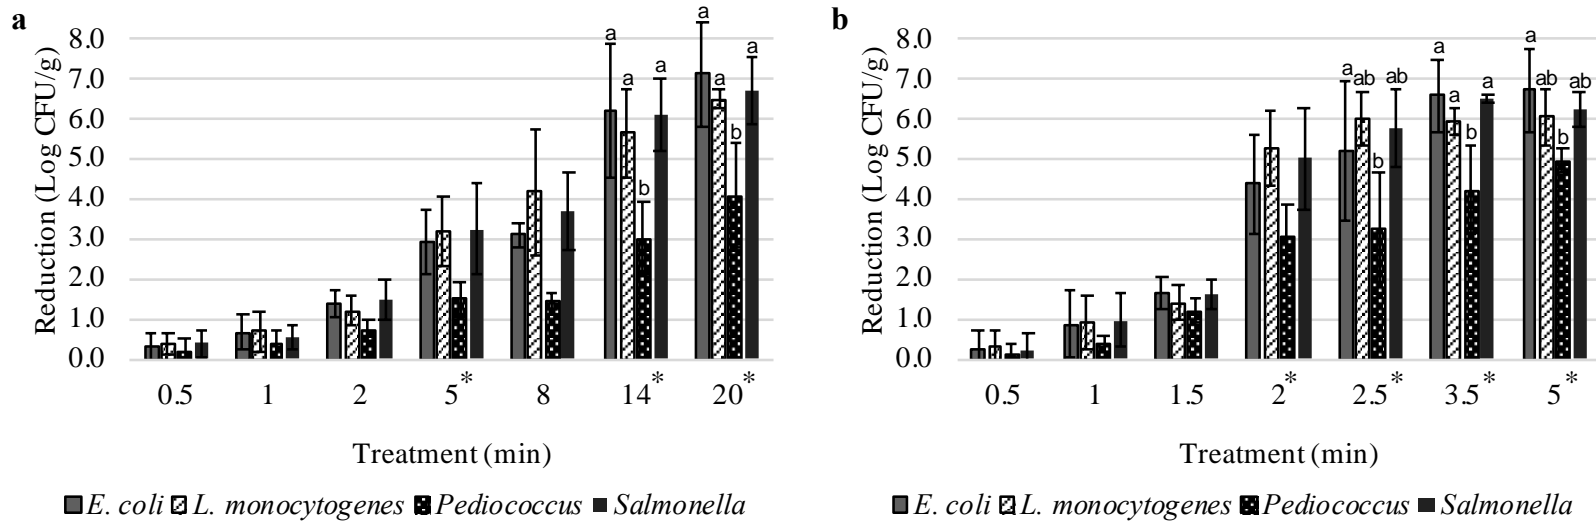 a
Reduction (Log CFU/g)
8.0
7.0
6.0
5.0
4.0
3.0
2.0
1.0
0.0
a a a b a a a b a
0.5 1 2 5* 8 14* 20*
Treatment (min)
E. coli L. monocytogenes Pediococcus Salmonella
b
Reduction (Log CFU/g)
8.0
7.0
6.0
5.0
4.0
3.0
2.0
1.0
0.0
a ab b ab a a b a a ab b ab
0.5 1 1.5 2* 2.5* 3.5* 5*
Treatment (min)
E. coli L. monocytogenes Pediococcus Salmonella